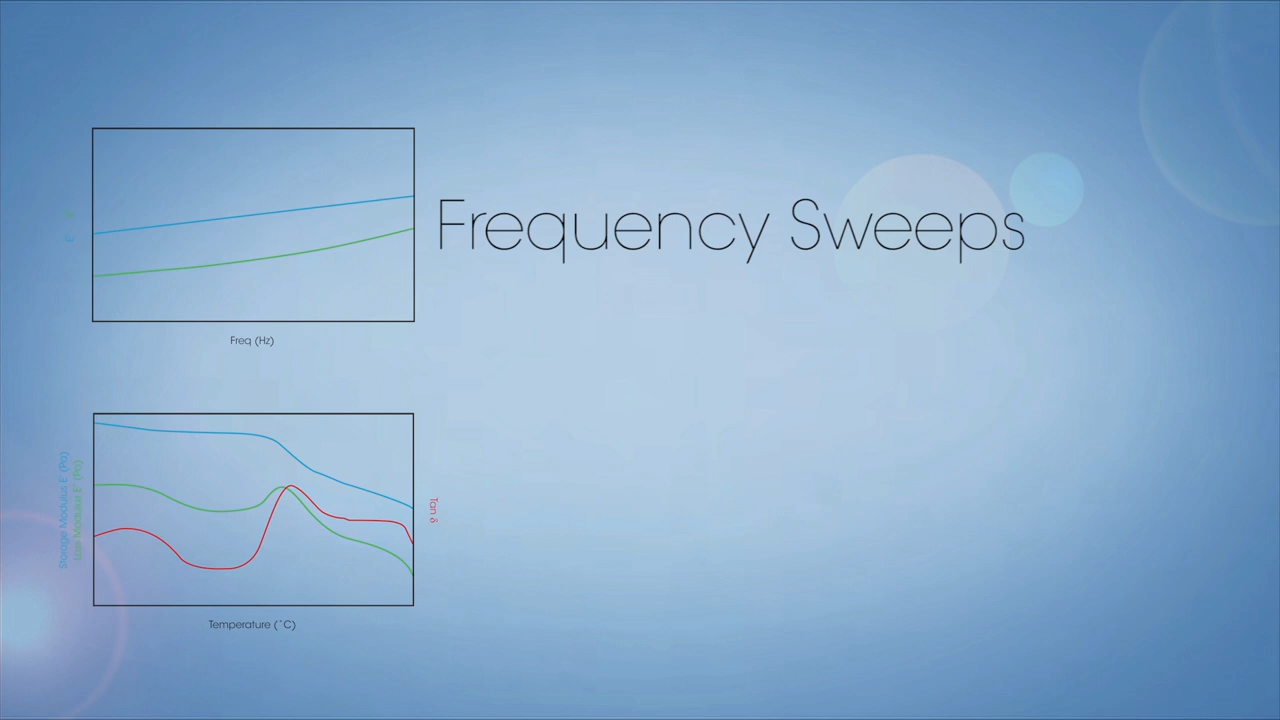 Frequency Sweeps
Freq (Hz)
Storage Modulus E' (Pa)
Loss Modulus E" (Pa)
Tan δ
Temperature (˚C)